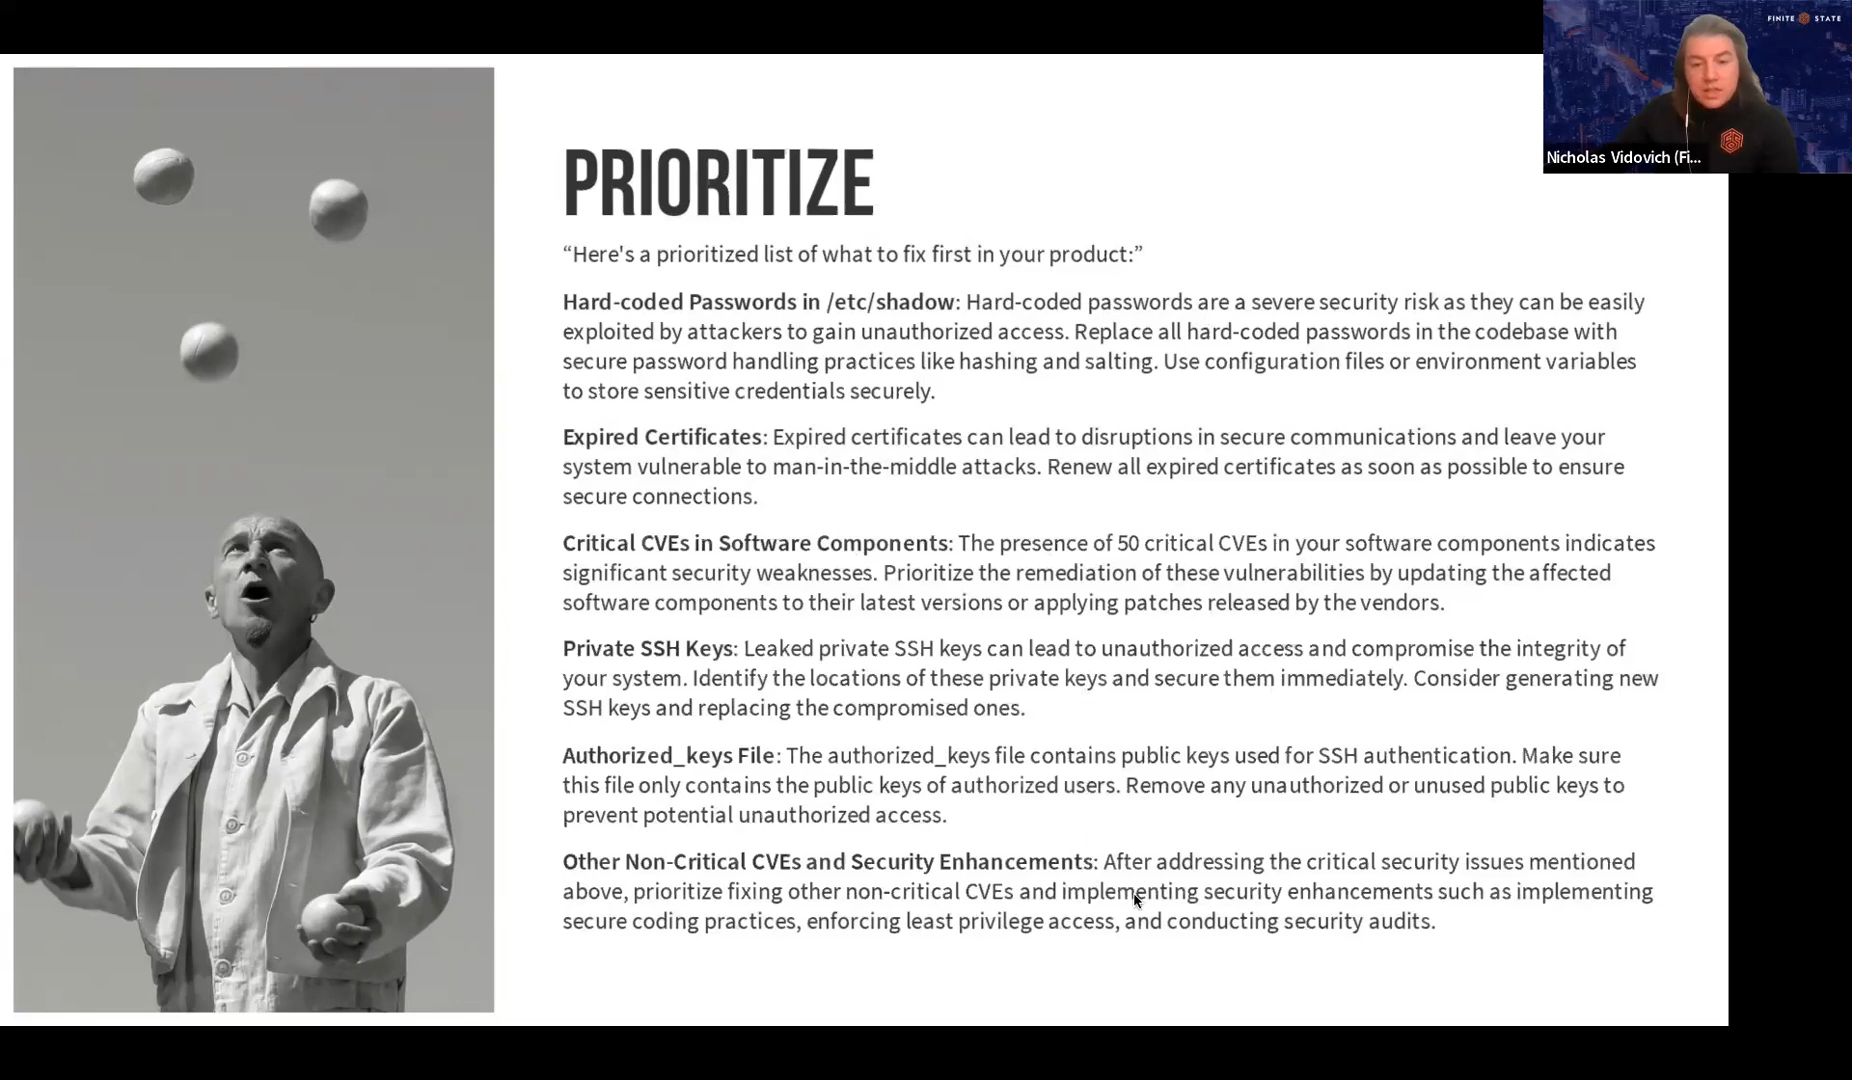 FINITE STATE
Nicholas Vidovich (Fi...
PRIORITIZE
“Here's a prioritized list of what to fix first in your product:”
Hard-coded Passwords in /etc/shadow: Hard-coded passwords are a severe security risk as they can be easily
exploited by attackers to gain unauthorized access. Replace all hard-coded passwords in the codebase with
secure password handling practices like hashing and salting. Use configuration files or environment variables
to store sensitive credentials securely.
Expired Certificates: Expired certificates can lead to disruptions in secure communications and leave your
system vulnerable to man-in-the-middle attacks. Renew all expired certificates as soon as possible to ensure
secure connections.
Critical CVEs in Software Components: The presence of 50 critical CVEs in your software components indicates
significant security weaknesses. Prioritize the remediation of these vulnerabilities by updating the affected
software components to their latest versions or applying patches released by the vendors.
Private SSH Keys: Leaked private SSH keys can lead to unauthorized access and compromise the integrity of
your system. Identify the locations of these private keys and secure them immediately. Consider generating new
SSH keys and replacing the compromised ones.
Authorized_keys File: The authorized_keys file contains public keys used for SSH authentication. Make sure
this file only contains the public keys of authorized users. Remove any unauthorized or unused public keys to
prevent potential unauthorized access.
Other Non-Critical CVEs and Security Enhancements: After addressing the critical security issues mentioned
above, prioritize fixing other non-critical CVEs and implementing security enhancements such as implementing
secure coding practices, enforcing least privilege access, and conducting security audits.